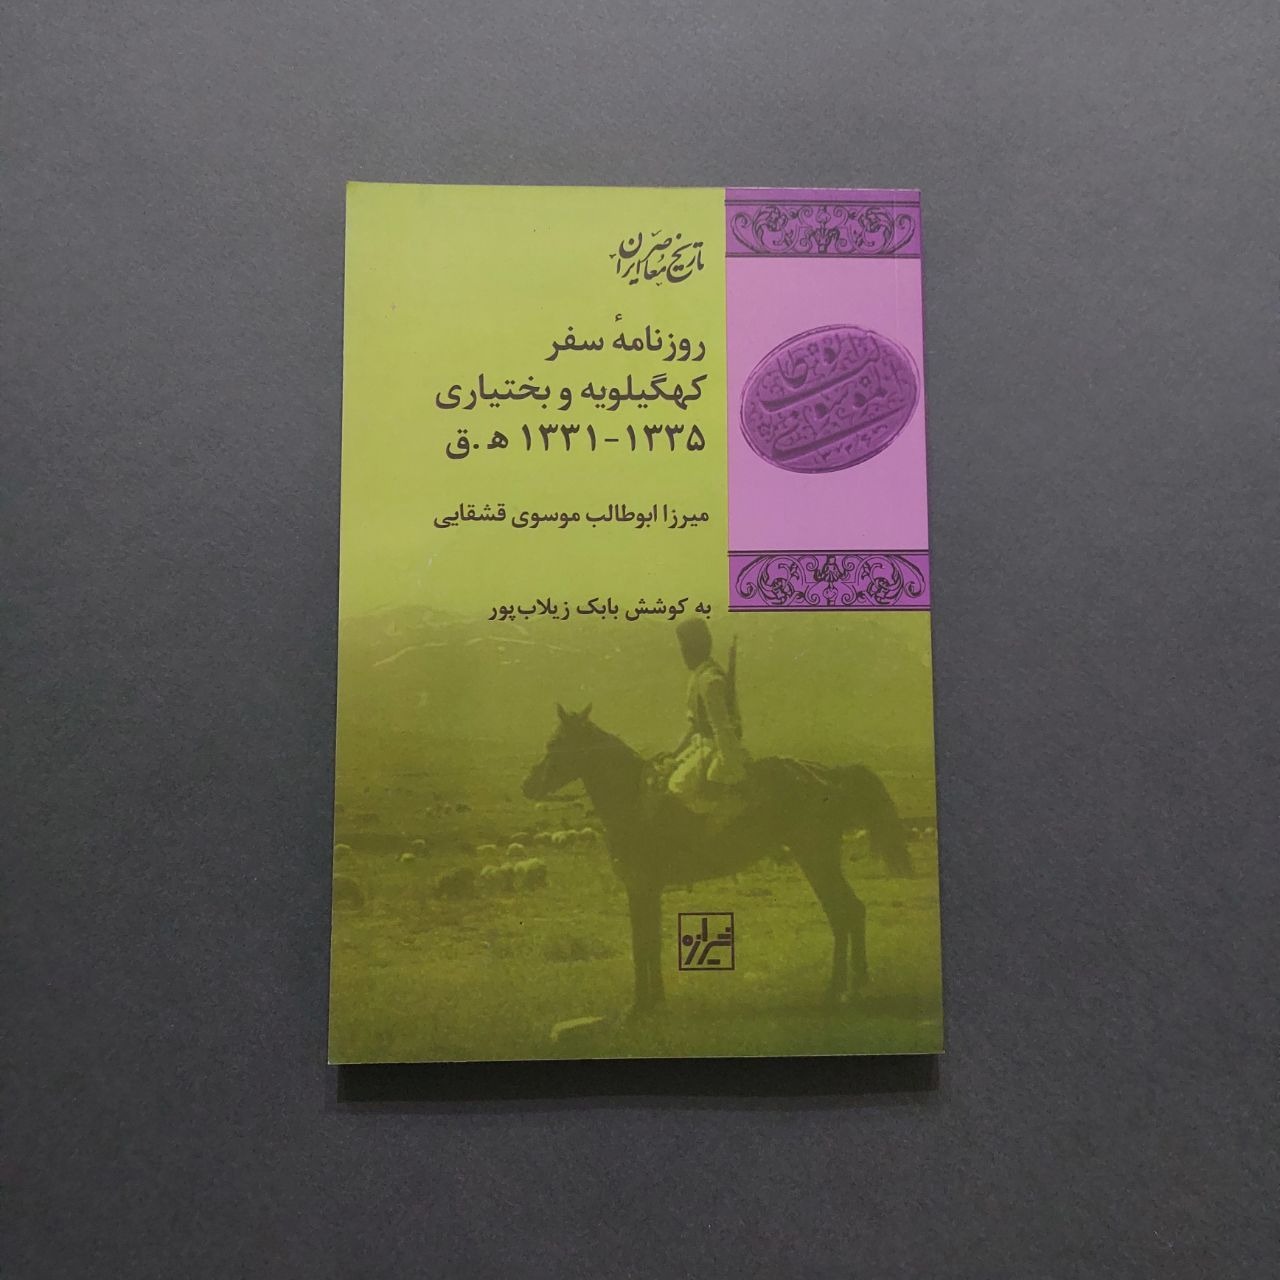 تاریخ معاصر ایران
روزنامهٔ سفر
کهگیلویه و بختیاری
۱۳۳۱-۱۳۳۵ ه.ق
میرزا ابوطالب موسوی قشقایی
به کوشش بابک زیلاب‌پور
شیرازه